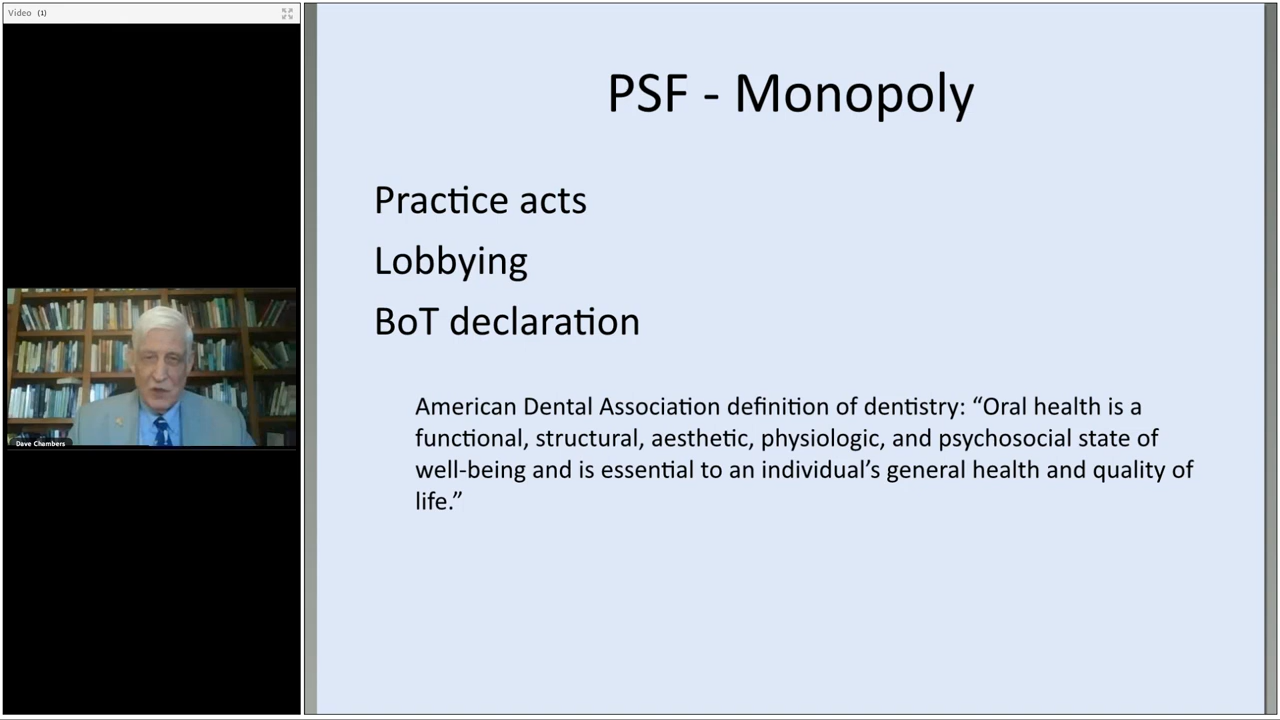 Video (1)
PSF - Monopoly
Practice acts
Lobbying
BoT declaration
American Dental Association definition of dentistry: “Oral health is a
functional, structural, aesthetic, physiologic, and psychosocial state of
well-being and is essential to an individual’s general health and quality of
life.”
Dave Chambers